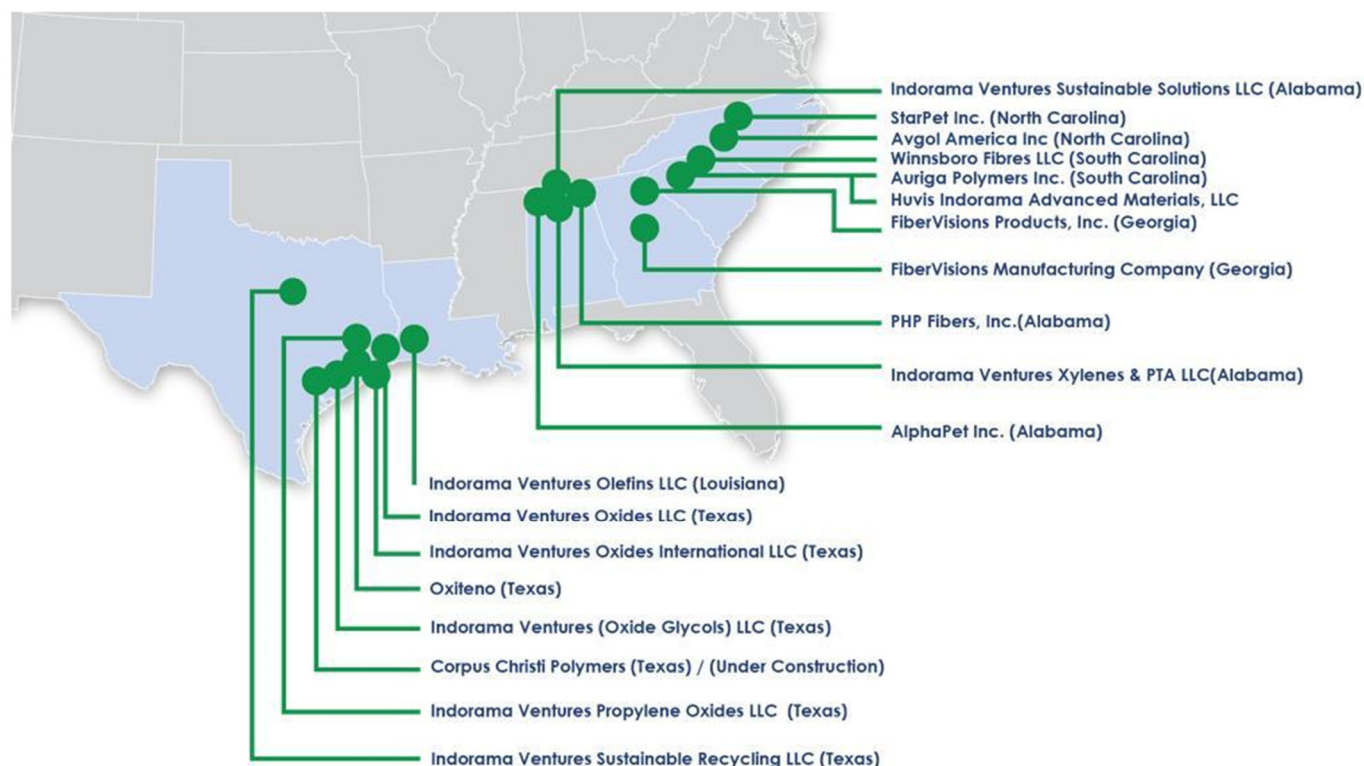 Indorama Ventures Sustainable Solutions LLC (Alabama)
StarPet Inc. (North Carolina)
Avgol America Inc (North Carolina)
Winnsboro Fibres LLC (South Carolina)
Auriga Polymers Inc. (South Carolina)
Huvis Indorama Advanced Materials, LLC
FiberVisions Products, Inc. (Georgia)
FiberVisions Manufacturing Company (Georgia)
PHP Fibers, Inc.(Alabama)
Indorama Ventures Xylenes & PTA LLC(Alabama)
AlphaPet Inc. (Alabama)
Indorama Ventures Olefins LLC (Louisiana)
Indorama Ventures Oxides LLC (Texas)
Indorama Ventures Oxides International LLC (Texas)
Oxiteno (Texas)
Indorama Ventures (Oxide Glycols) LLC (Texas)
Corpus Christi Polymers (Texas) / (Under Construction)
Indorama Ventures Propylene Oxides LLC (Texas)
Indorama Ventures Sustainable Recycling LLC (Texas)